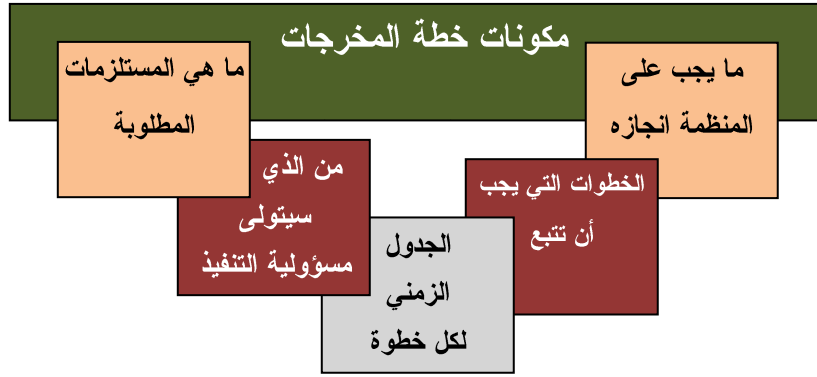 مكونات خطة المخرجات
ما يجب على
المنظمة انجازه
الخطوات التي يجب
أن تتبع
الجدول
الزمني
لكل خطوة
من الذي
سيتولى
مسؤولية التنفيذ
ما هي المستلزمات
المطلوبة